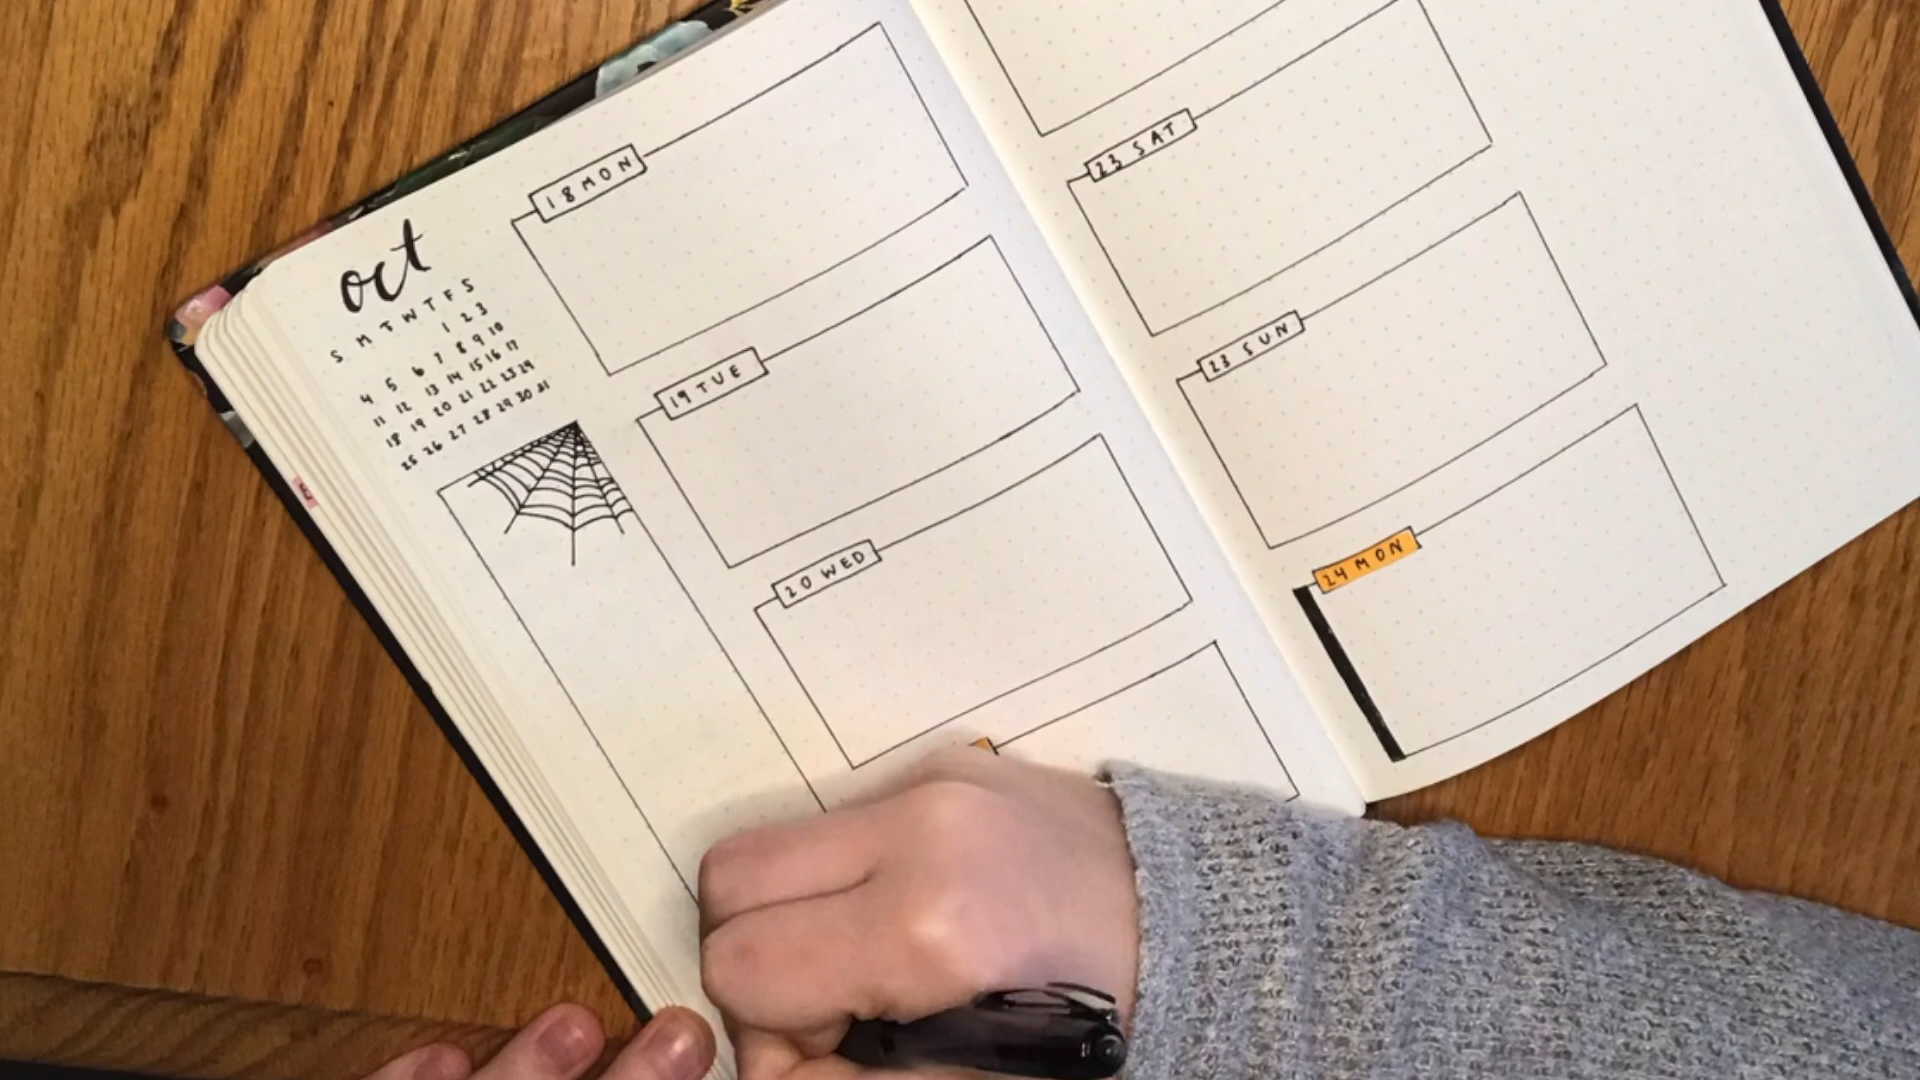 oct
S M T W T F S
1 2 3
4 5 6 7 8 9 10
11 12 13 14 15 16 17
18 19 20 21 22 23 24
25 26 27 28 29 30 31
18 MON
19 TUE
20 WED
23 SAT
23 SUN
24 MON